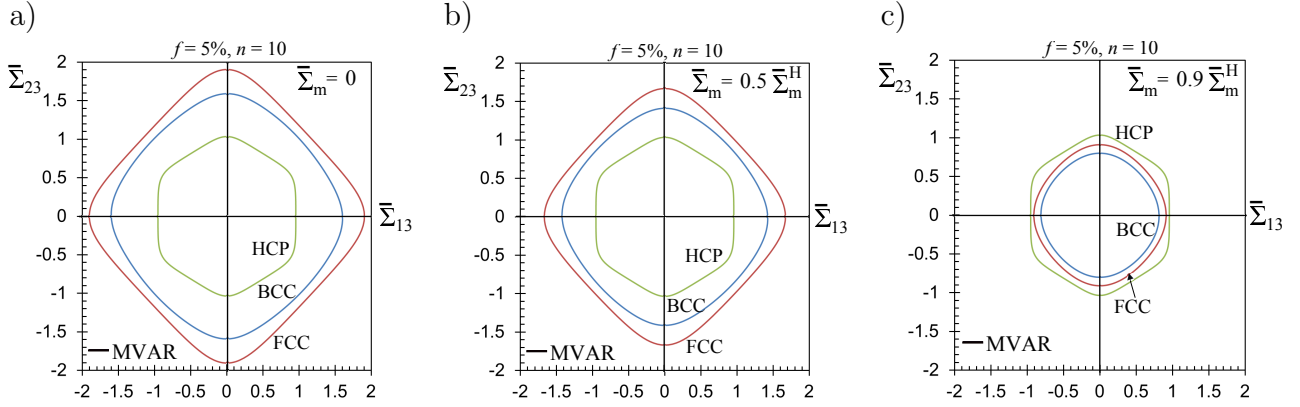 a)
f = 5%, n = 10
Σ̅23
Σ̅m = 0
2
1.5
1
0.5
0
-0.5
-1
-1.5
-2
Σ̅13
HCP
BCC
FCC
MVAR
-2 -1.5 -1 -0.5 0 0.5 1 1.5 2
b)
f = 5%, n = 10
Σ̅23
Σ̅m = 0.5 Σ̅mH
2
1.5
1
0.5
0
-0.5
-1
-1.5
-2
Σ̅13
HCP
BCC
FCC
MVAR
-2 -1.5 -1 -0.5 0 0.5 1 1.5 2
c)
f = 5%, n = 10
Σ̅23
Σ̅m = 0.9 Σ̅mH
2
1.5
1
0.5
0
-0.5
-1
-1.5
-2
HCP
Σ̅13
BCC
FCC
MVAR
-2 -1.5 -1 -0.5 0 0.5 1 1.5 2